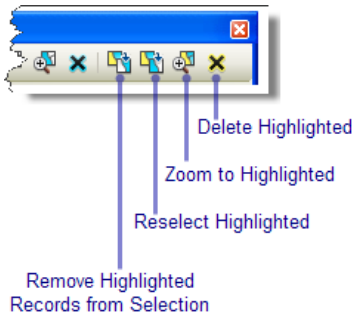 Delete Highlighted
Zoom to Highlighted
Reselect Highlighted
Remove Highlighted
Records from Selection